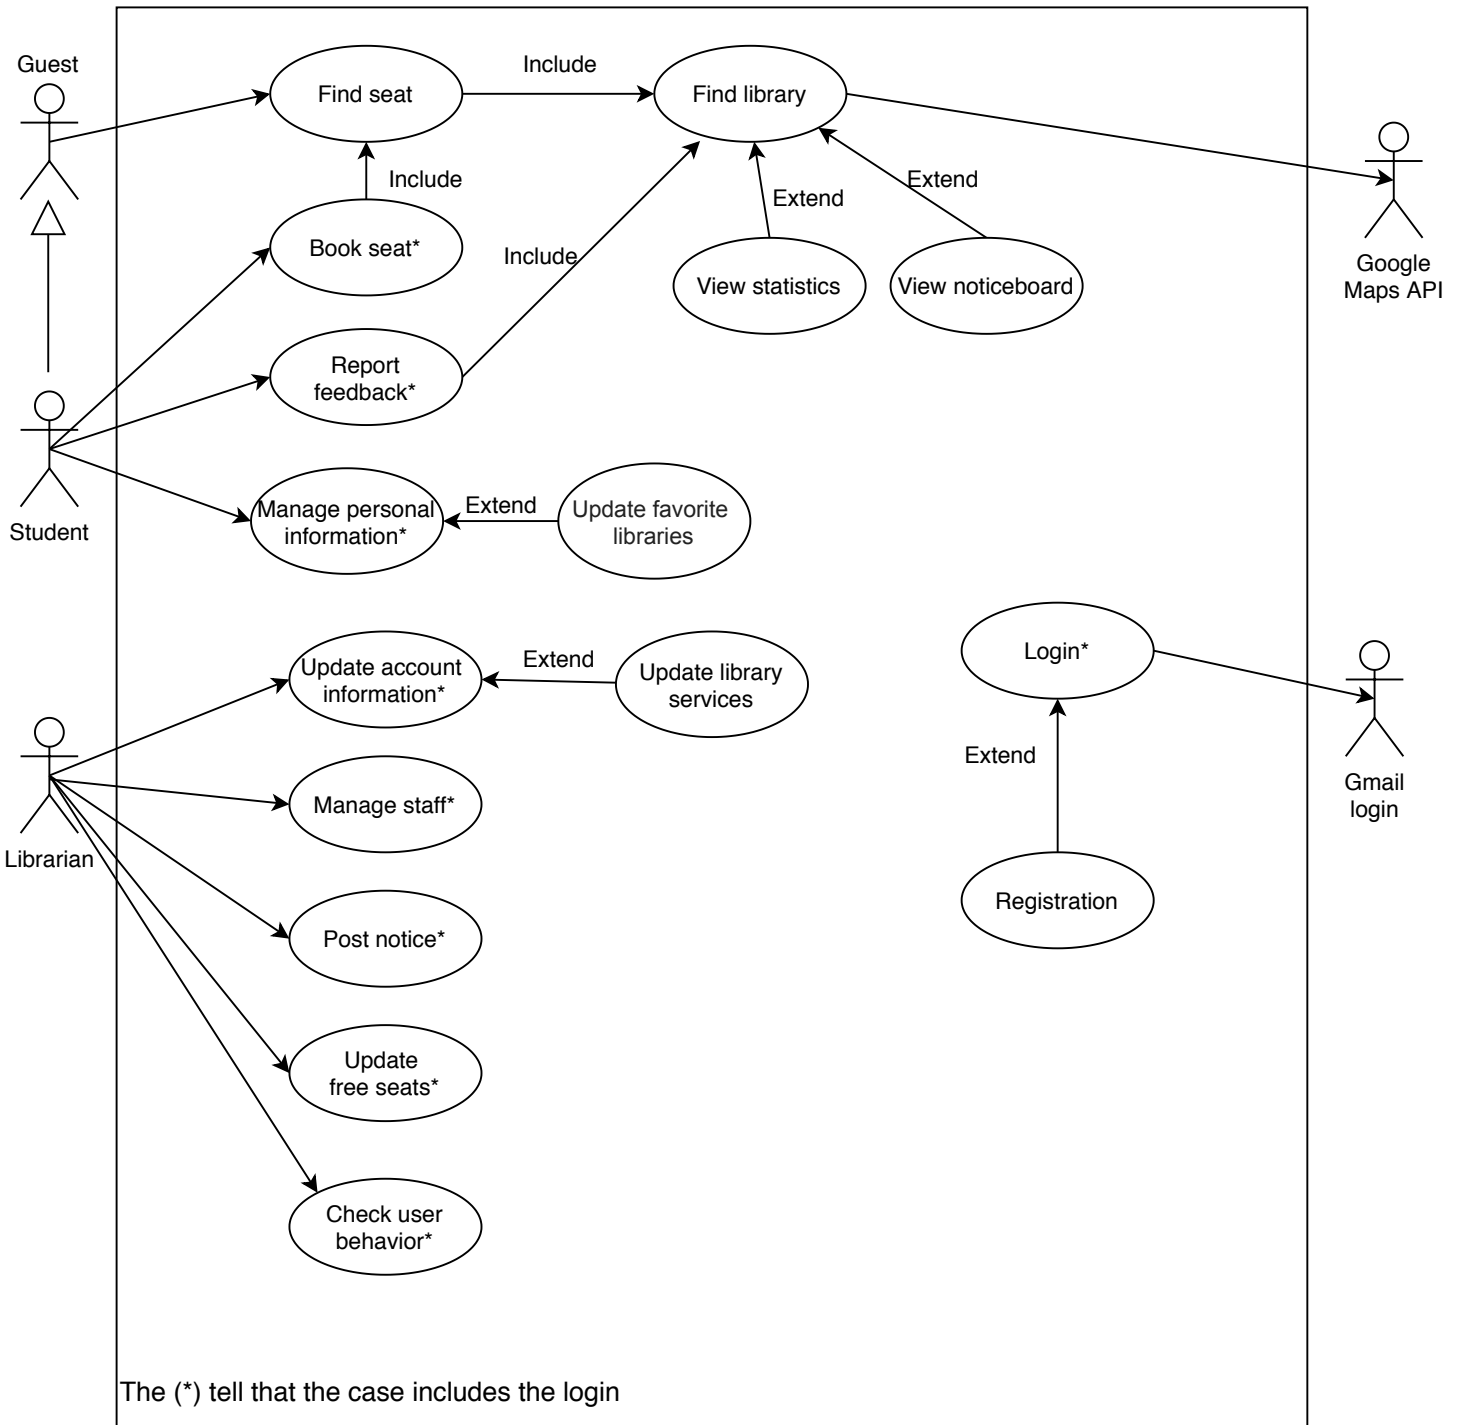 Guest
Find seat
Include
Find library
Include
Extend
Extend
Book seat*
Include
View statistics
View noticeboard
Google
Maps API
Report
feedback*
Student
Manage personal
information*
Extend
Update favorite
libraries
Update account
information*
Extend
Update library
services
Login*
Librarian
Manage staff*
Extend
Gmail
login
Registration
Post notice*
Update
free seats*
Check user
behavior*
The (*) tell that the case includes the login